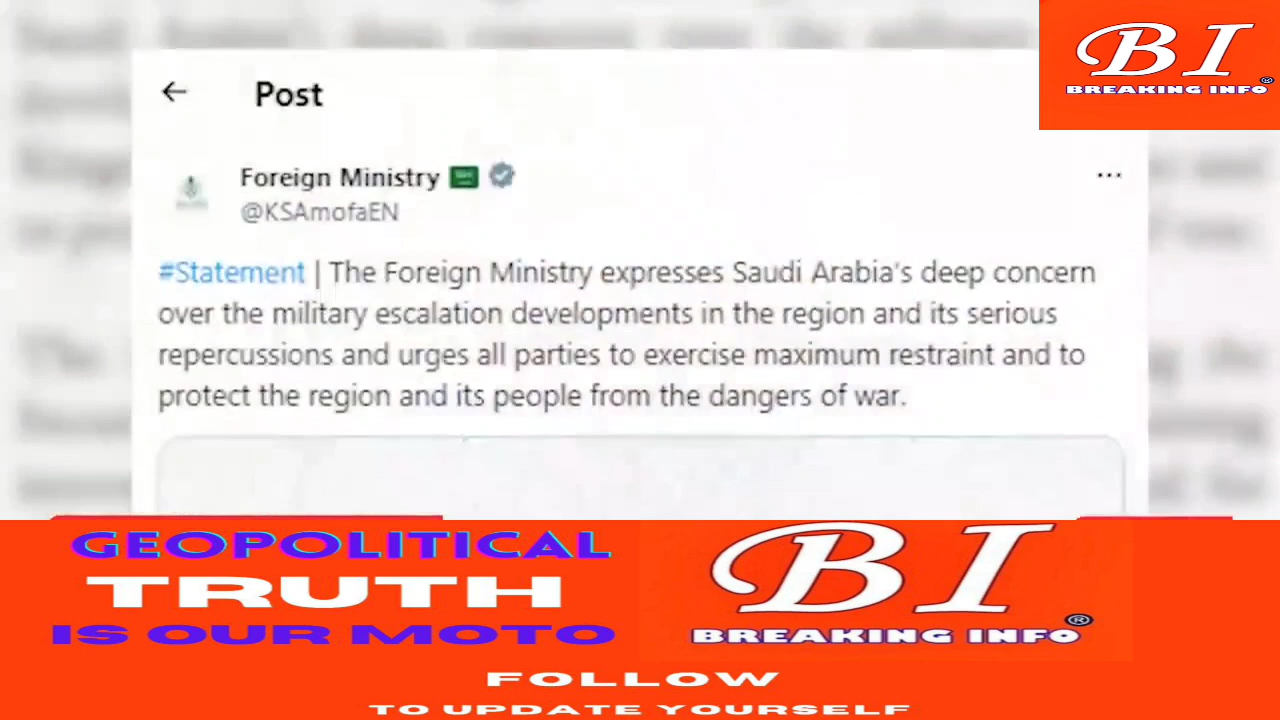 BI
BREAKING INFO ®
← Post
Foreign Ministry
@KSAmofaEN
...
#Statement | The Foreign Ministry expresses Saudi Arabia's deep concern
over the military escalation developments in the region and its serious
repercussions and urges all parties to exercise maximum restraint and to
protect the region and its people from the dangers of war.
GEOPOLITICAL
TRUTH
IS OUR MOTO
BI
BREAKING INFO ®
FOLLOW
TO UPDATE YOURSELF